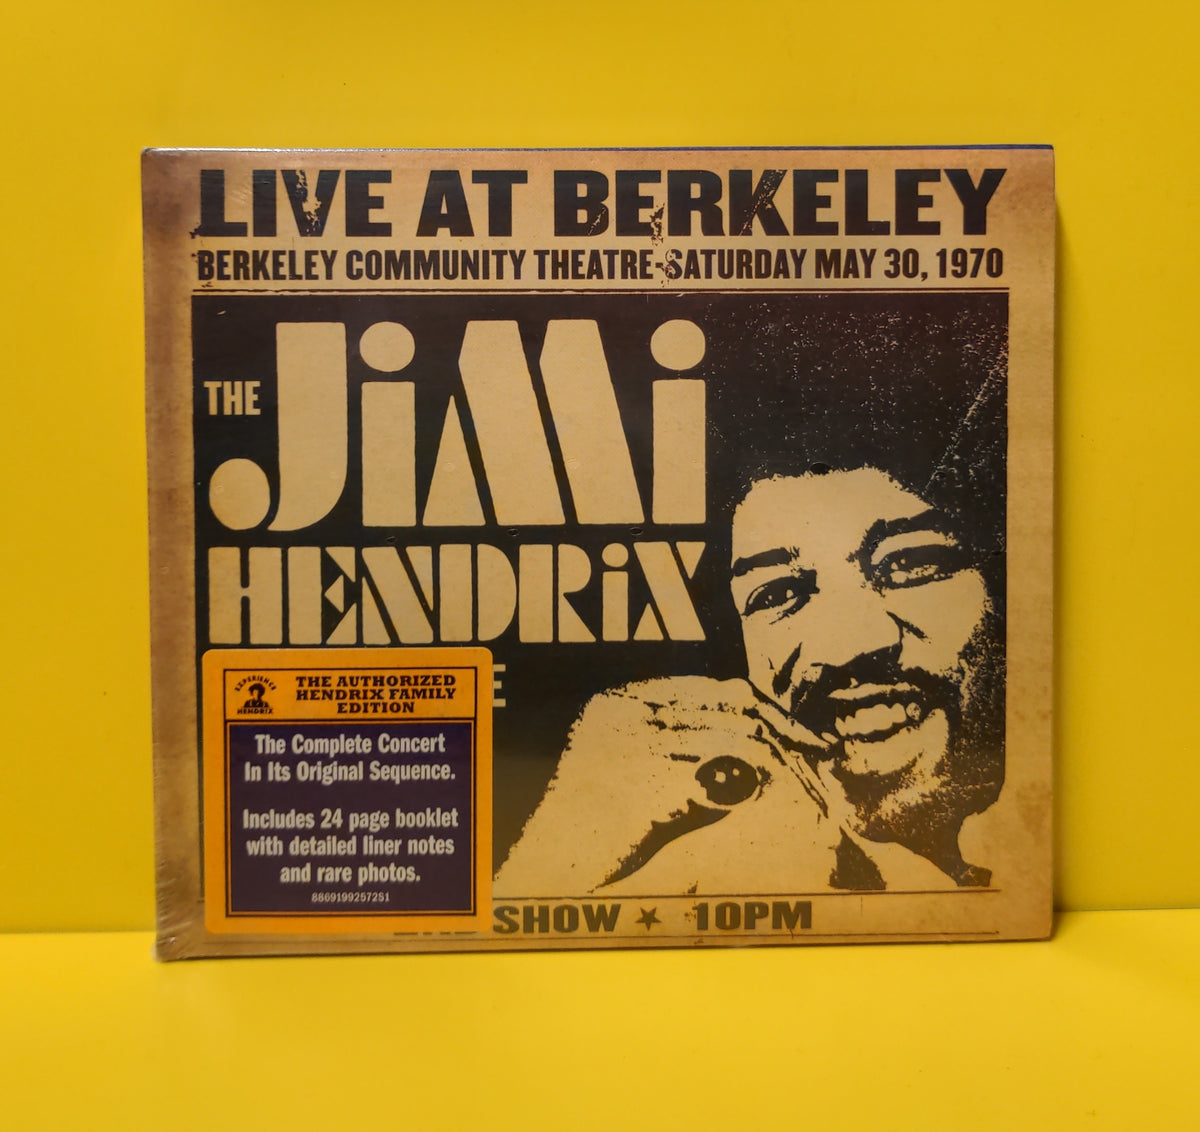 LIVE AT BERKELEY
BERKELEY COMMUNITY THEATRE-SATURDAY MAY 30, 1970
THE
JiMi
HENDRiX
E
EXPERIENCE
HENDRIX
THE AUTHORIZED
HENDRIX FAMILY
EDITION
The Complete Concert
In Its Original Sequence.
Includes 24 page booklet
with detailed liner notes
and rare photos.
88691992572S1
SHOW ★ 10PM